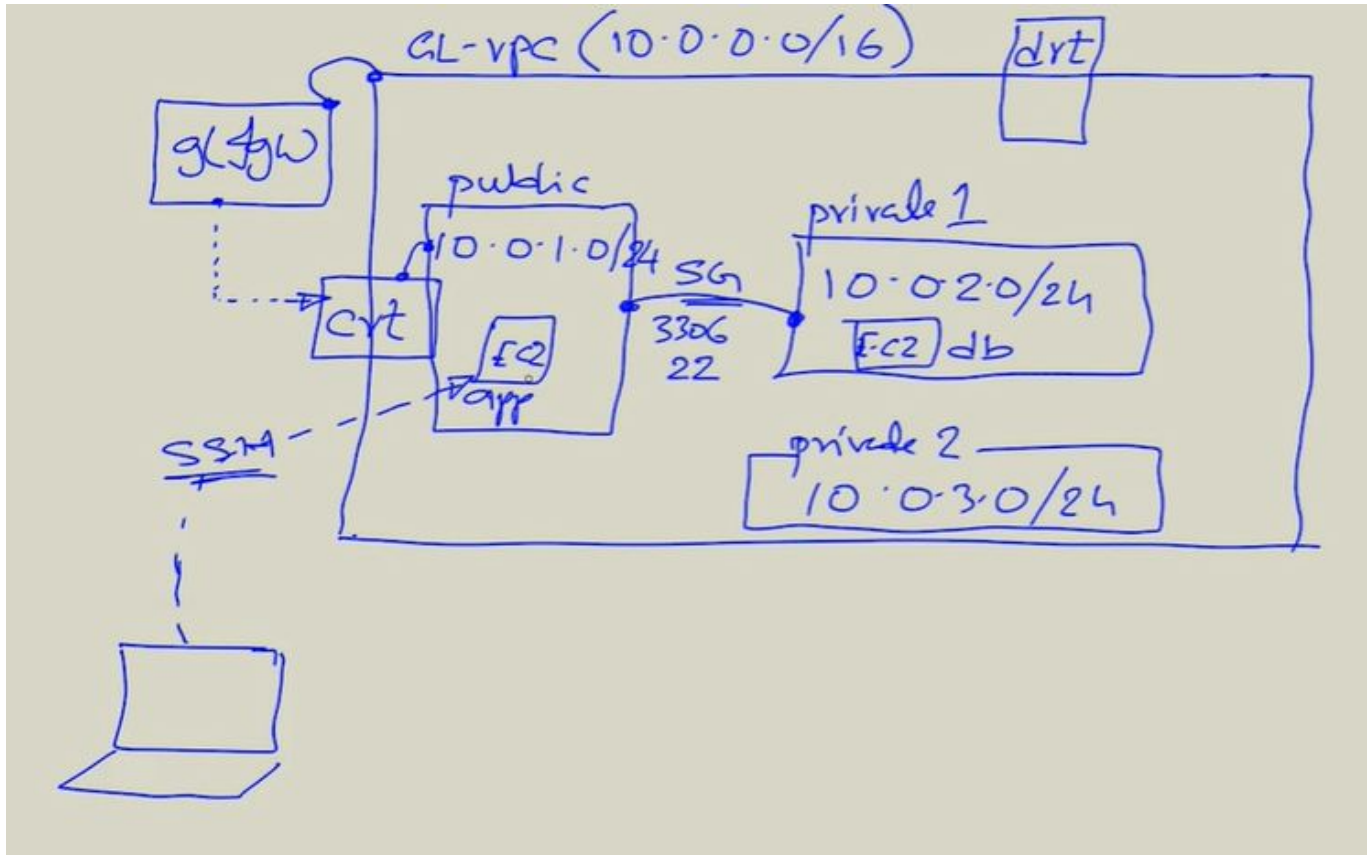 GL-vpc (10.0.0.0/16)
drt
public
10.0.1.0/24
crt
EC2
app
SG
3306
22
private 1
10.0.2.0/24
EC2 db
private 2
10.0.3.0/24
SSM